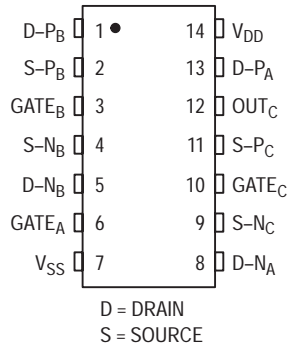 D–P_B 1 14 V_DD
S–P_B 2 13 D–P_A
GATE_B 3 12 OUT_C
S–N_B 4 11 S–P_C
D–N_B 5 10 GATE_C
GATE_A 6 9 S–N_C
V_SS 7 8 D–N_A
D = DRAIN
S = SOURCE